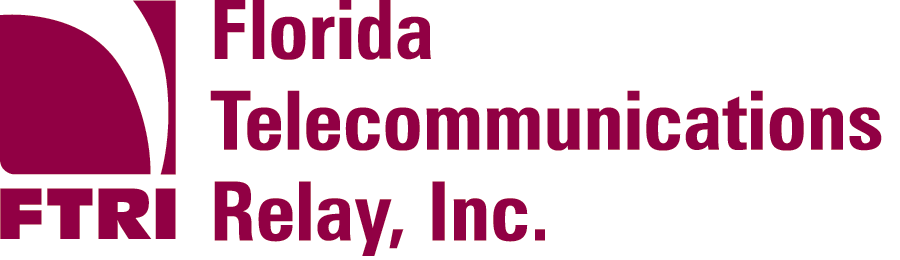 Florida
Telecommunications
Relay, Inc.
FTRI